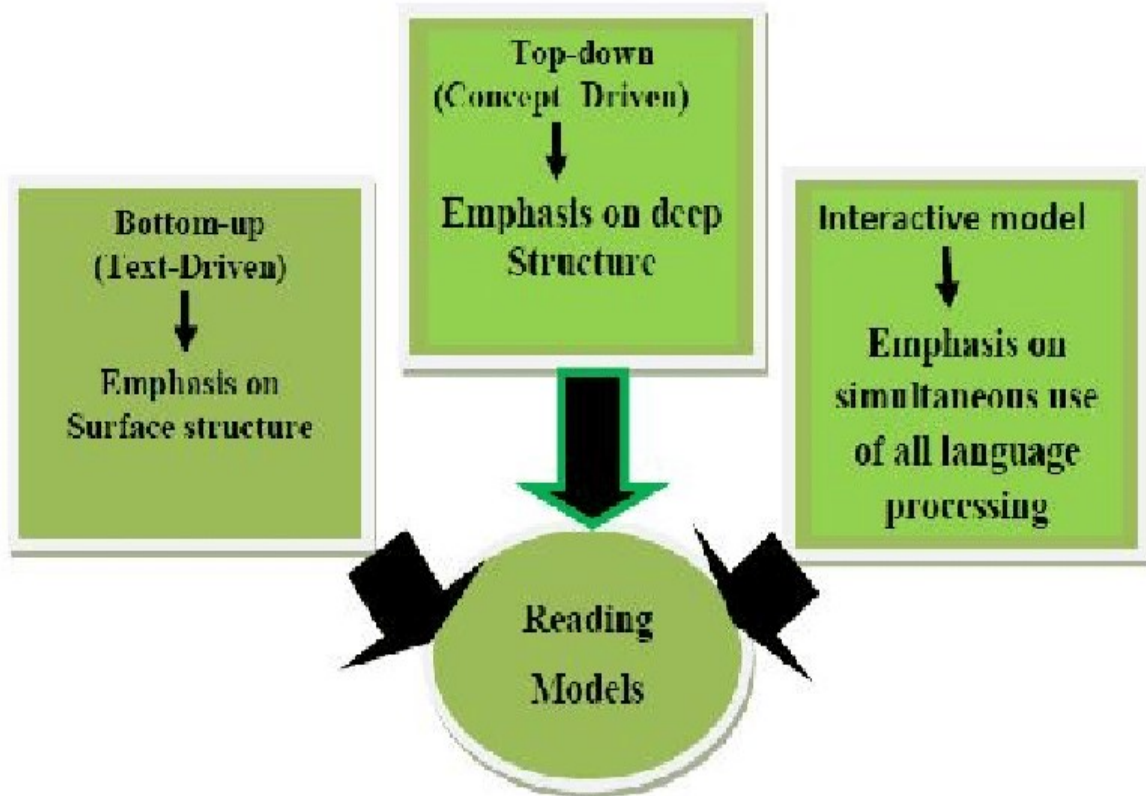 Bottom-up
(Text-Driven)
Emphasis on
Surface structure
Top-down
(Concept Driven)
Emphasis on deep
Structure
Interactive model
Emphasis on
simultaneous use
of all language
processing
Reading
Models